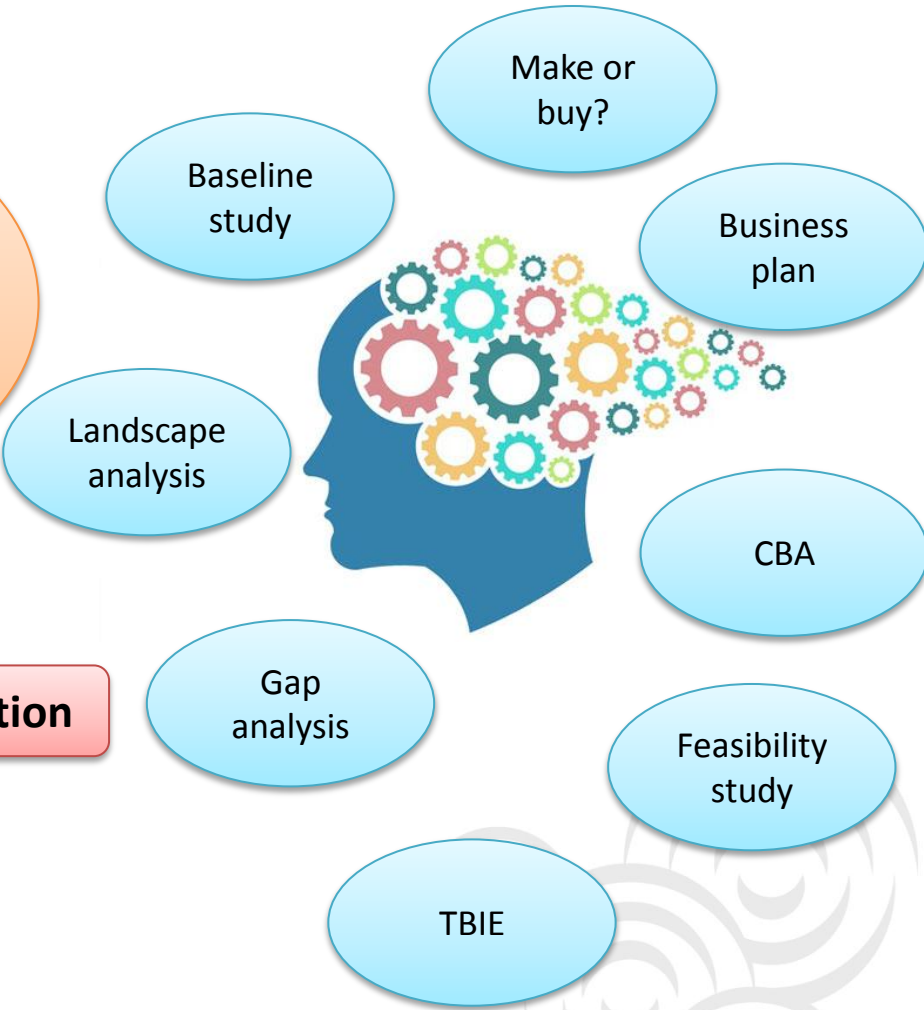 Make or
buy?
Baseline
study
Business
plan
Landscape
analysis
CBA
Gap
analysis
tion
Feasibility
study
TBIE